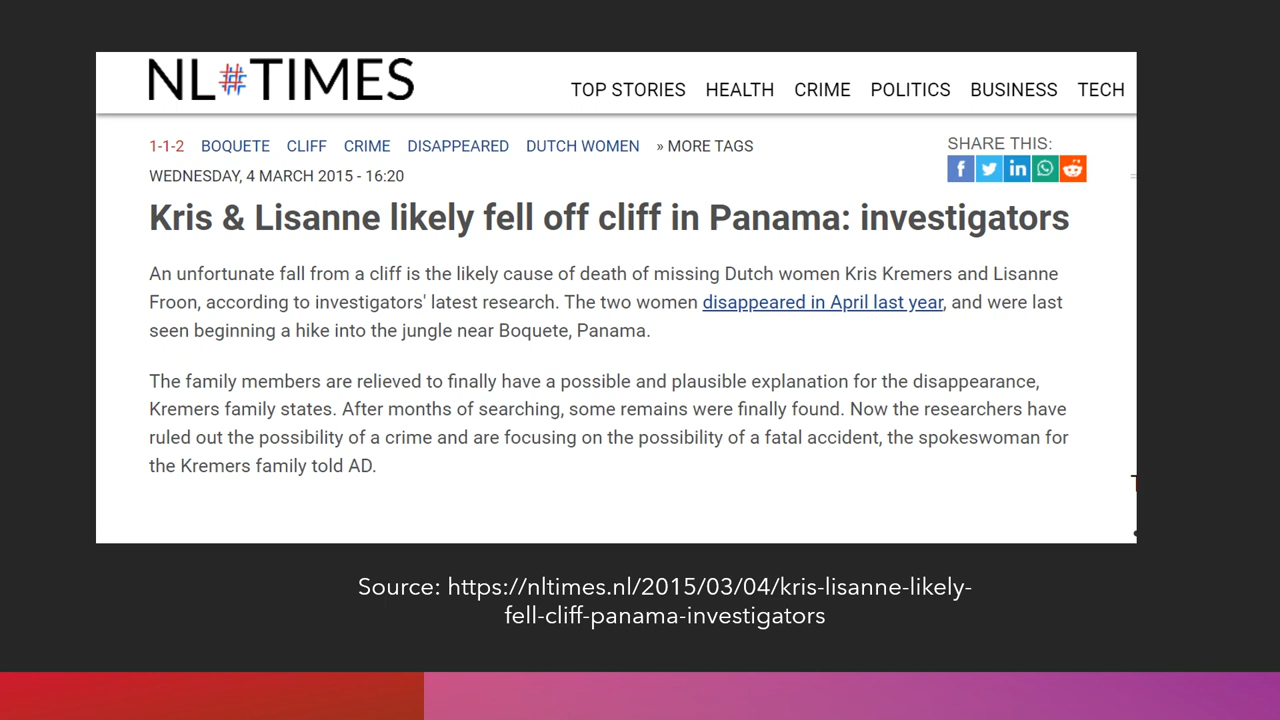 NL#TIMES
TOP STORIES HEALTH CRIME POLITICS BUSINESS TECH
1-1-2 BOQUETE CLIFF CRIME DISAPPEARED DUTCH WOMEN » MORE TAGS
SHARE THIS:
WEDNESDAY, 4 MARCH 2015 - 16:20
Kris & Lisanne likely fell off cliff in Panama: investigators
An unfortunate fall from a cliff is the likely cause of death of missing Dutch women Kris Kremers and Lisanne
Froon, according to investigators' latest research. The two women disappeared in April last year, and were last
seen beginning a hike into the jungle near Boquete, Panama.
The family members are relieved to finally have a possible and plausible explanation for the disappearance,
Kremers family states. After months of searching, some remains were finally found. Now the researchers have
ruled out the possibility of a crime and are focusing on the possibility of a fatal accident, the spokeswoman for
the Kremers family told AD.
Source: https://nltimes.nl/2015/03/04/kris-lisanne-likely-
fell-cliff-panama-investigators